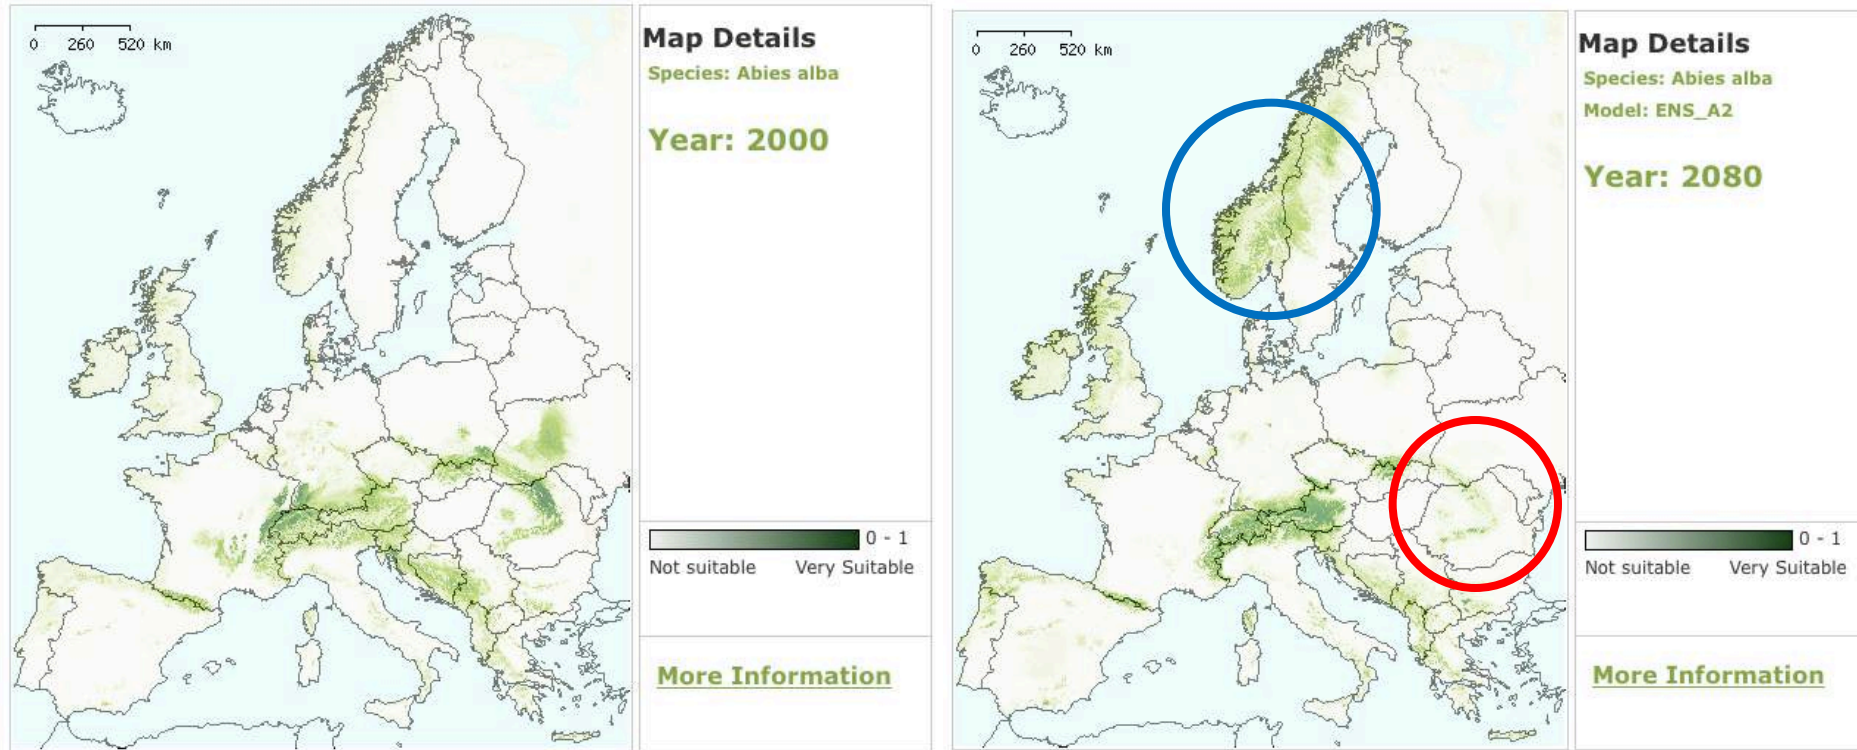 0 260 520 km
Map Details
Species: Abies alba
Year: 2000
0 - 1
Not suitable Very Suitable
More Information
0 260 520 km
Map Details
Species: Abies alba
Model: ENS_A2
Year: 2080
0 - 1
Not suitable Very Suitable
More Information